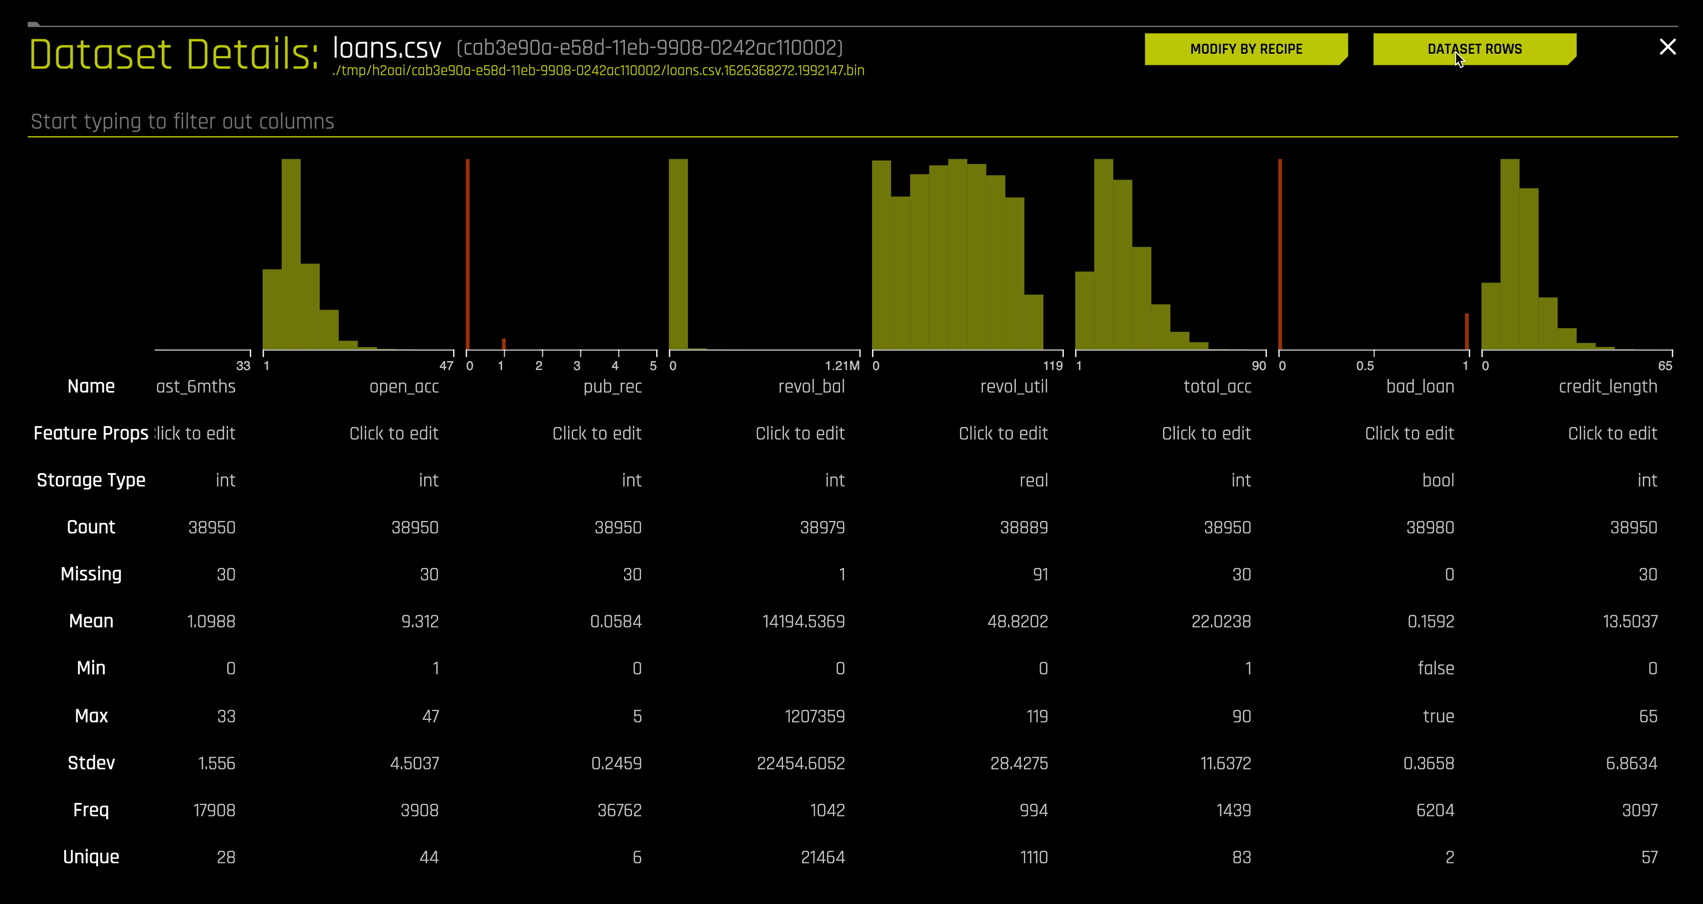 Dataset Details: loans.csv (cab3e90a-e58d-11eb-9908-0242ac110002)
./tmp/h2oai/cab3e90a-e58d-11eb-9908-0242ac110002/loans.csv.1626368272.1992147.bin
MODIFY BY RECIPE
DATASET ROWS
Start typing to filter out columns
33 1 47 0 1 2 3 4 5 0 1.21M 0 119 1 90 0 0.5 1 0 65
Name ast_6mths open_acc pub_rec revol_bal revol_util total_acc bad_loan credit_length
Feature Props lick to edit Click to edit Click to edit Click to edit Click to edit Click to edit Click to edit Click to edit
Storage Type int int int int real int bool int
Count 38950 38950 38950 38979 38889 38950 38980 38950
Missing 30 30 30 1 91 30 0 30
Mean 1.0988 9.312 0.0584 14194.5369 48.8202 22.0238 0.1592 13.5037
Min 0 1 0 0 0 1 false 0
Max 33 47 5 1207359 119 90 true 65
Stdev 1.556 4.5037 0.2459 22454.6052 28.4275 11.6372 0.3658 6.8634
Freq 17908 3908 36762 1042 994 1439 6204 3097
Unique 28 44 6 21464 1110 83 2 57